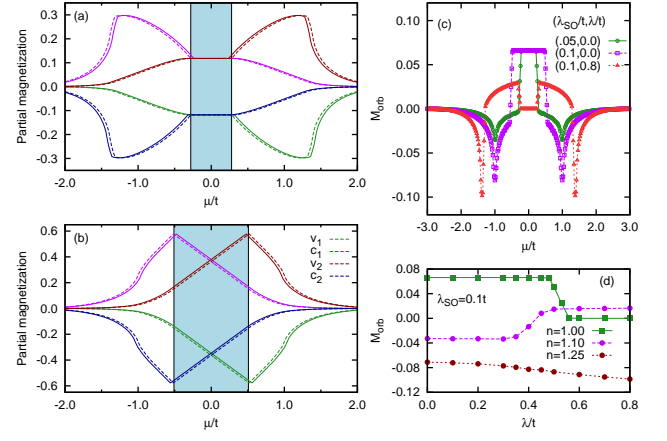 (a)
Partial magnetization
0.3
0.2
0.1
0.0
-0.1
-0.2
-0.3
-2.0 -1.0 0.0 1.0 2.0
μ/t
(b)
Partial magnetization
0.6
0.4
0.2
0.0
-0.2
-0.4
-0.6
v1
c1
v2
c2
-2.0 -1.0 0.0 1.0 2.0
μ/t
(c)
(λSO/t,λ/t)
(.05,0.0)
(0.1,0.0)
(0.1,0.8)
Morb
0.10
0.05
0.00
-0.05
-0.10
-3.0 -2.0 -1.0 0.0 1.0 2.0 3.0
μ/t
(d)
λSO=0.1t
Morb
0.08
0.04
0.00
-0.04
-0.08
-0.12
n=1.00
n=1.10
n=1.25
0.0 0.2 0.4 0.6 0.8
λ/t